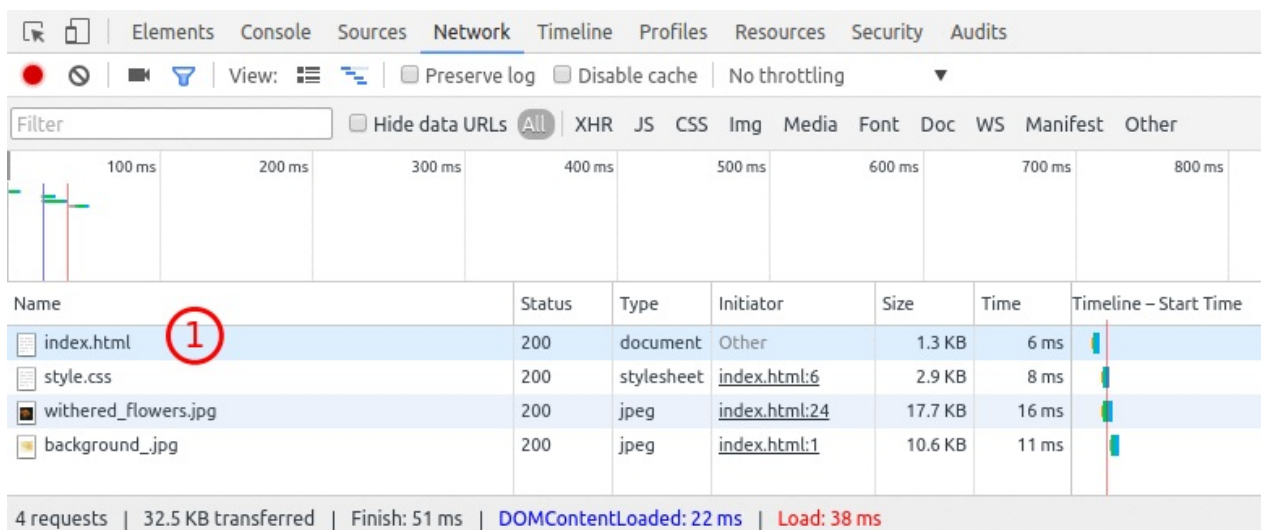 Elements Console Sources Network Timeline Profiles Resources Security Audits
View: Preserve log Disable cache No throttling ▼
Filter Hide data URLs All XHR JS CSS Img Media Font Doc WS Manifest Other
100 ms 200 ms 300 ms 400 ms 500 ms 600 ms 700 ms 800 ms
Name Status Type Initiator Size Time Timeline – Start Time
index.html 1 200 document Other 1.3 KB 6 ms
style.css 200 stylesheet index.html:6 2.9 KB 8 ms
withered_flowers.jpg 200 jpeg index.html:24 17.7 KB 16 ms
background_.jpg 200 jpeg index.html:1 10.6 KB 11 ms
4 requests | 32.5 KB transferred | Finish: 51 ms | DOMContentLoaded: 22 ms | Load: 38 ms